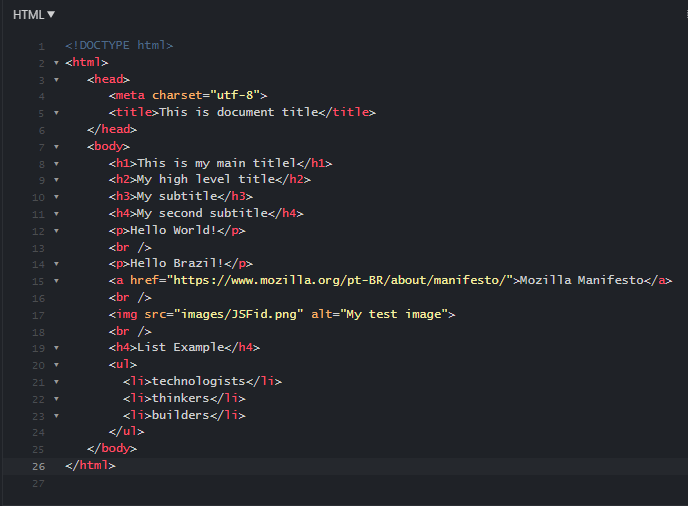 HTML ▼
1 <!DOCTYPE html>
2 ▼ <html>
3 ▼ <head>
4 <meta charset="utf-8">
5 ▼ <title>This is document title</title>
6 </head>
7 ▼ <body>
8 ▼ <h1>This is my main titlel</h1>
9 ▼ <h2>My high level title</h2>
10 ▼ <h3>My subtitle</h3>
11 ▼ <h4>My second subtitle</h4>
12 ▼ <p>Hello World!</p>
13 <br />
14 ▼ <p>Hello Brazil!</p>
15 ▼ <a href="https://www.mozilla.org/pt-BR/about/manifesto/">Mozilla Manifesto</a>
16 <br />
17 <img src="images/JSFid.png" alt="My test image">
18 <br />
19 ▼ <h4>List Example</h4>
20 ▼ <ul>
21 ▼ <li>technologists</li>
22 ▼ <li>thinkers</li>
23 ▼ <li>builders</li>
24 </ul>
25 </body>
26 </html>
27